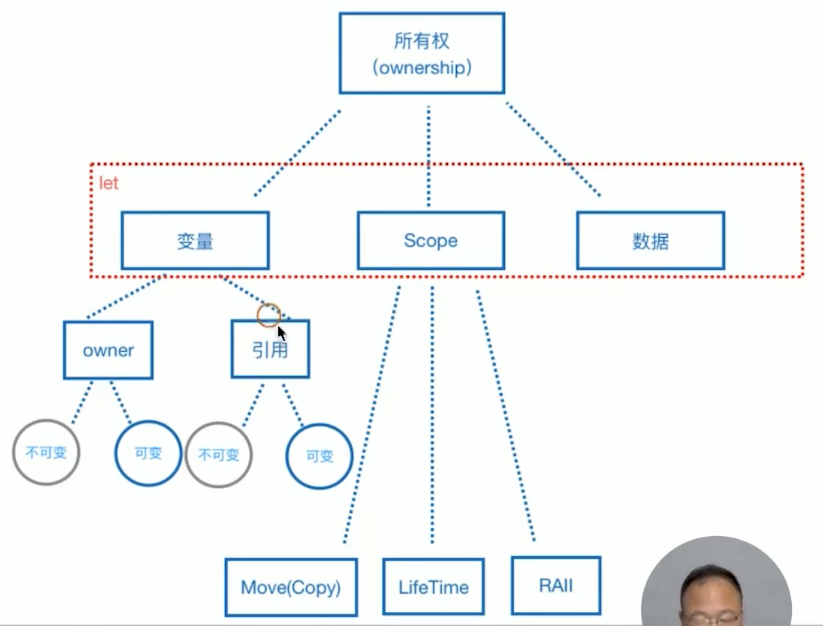 所有权
（ownership）
let
变量
Scope
数据
owner
引用
不可变
可变
不可变
可变
Move(Copy)
LifeTime
RAII